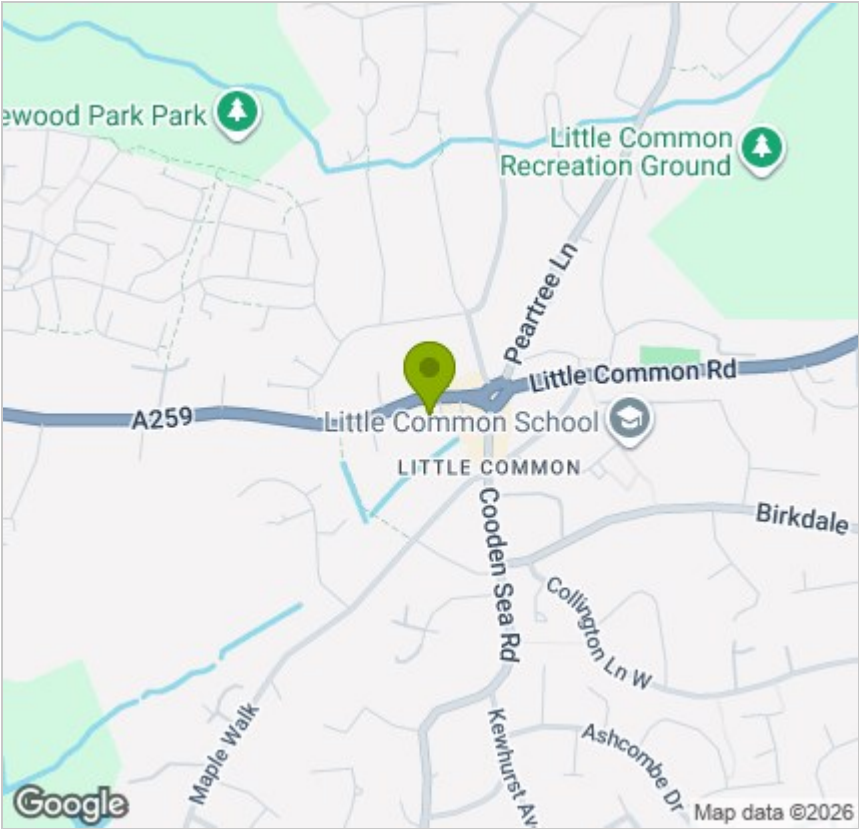 ewood Park Park
Little Common
Recreation Ground
Peartree Ln
Little Common Rd
A259
Little Common School
LITTLE COMMON
Cooden Sea Rd
Birkdale
Collington Ln W
Maple Walk
Kewhurst Av
Ashcombe Dr
Google
Map data ©2026